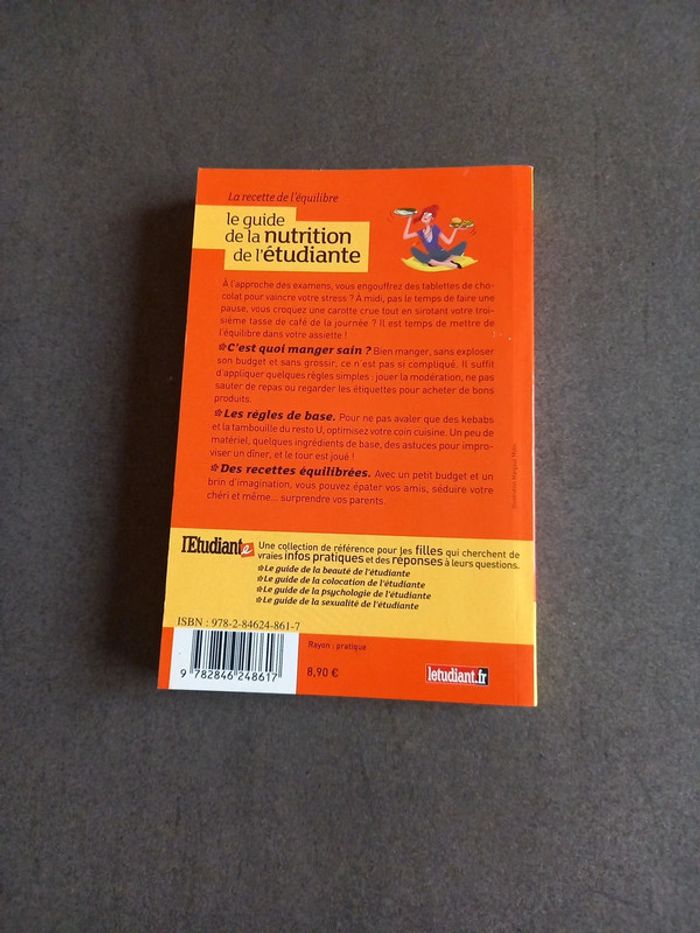 La recette de l'équilibre
le guide
de la nutrition
de l'étudiante
À l'approche des examens, vous engouffrez des tablettes de cho-
colat pour vaincre votre stress ? À midi, pas le temps de faire une
pause, vous croquez une carotte crue tout en sirotant votre troi-
sième tasse de café de la journée ? Il est temps de mettre de
l'équilibre dans votre assiette !
C'est quoi manger sain ? Bien manger, sans exploser
son budget et sans grossir, ce n'est pas si compliqué. Il suffit
d'appliquer quelques règles simples : jouer la modération, ne pas
sauter de repas ou regarder les étiquettes pour acheter de bons
produits.
Les règles de base. Pour ne pas avaler que des kebabs
et la tambouille du resto U, optimisez votre coin cuisine. Un peu de
matériel, quelques ingrédients de base, des astuces pour impro-
viser un dîner, et le tour est joué !
Des recettes équilibrées. Avec un petit budget et un
brin d'imagination, vous pouvez épater vos amis, séduire votre
chéri et même... surprendre vos parents.
l'Etudiante
Une collection de référence pour les filles qui cherchent de
vraies infos pratiques et des réponses à leurs questions.
Le guide de la beauté de l'étudiante
Le guide de la colocation de l'étudiante
Le guide de la psychologie de l'étudiante
Le guide de la sexualité de l'étudiante
ISBN : 978-2-84624-861-7
9 782846 248617
Rayon : pratique
8,90 €
letudiant.fr